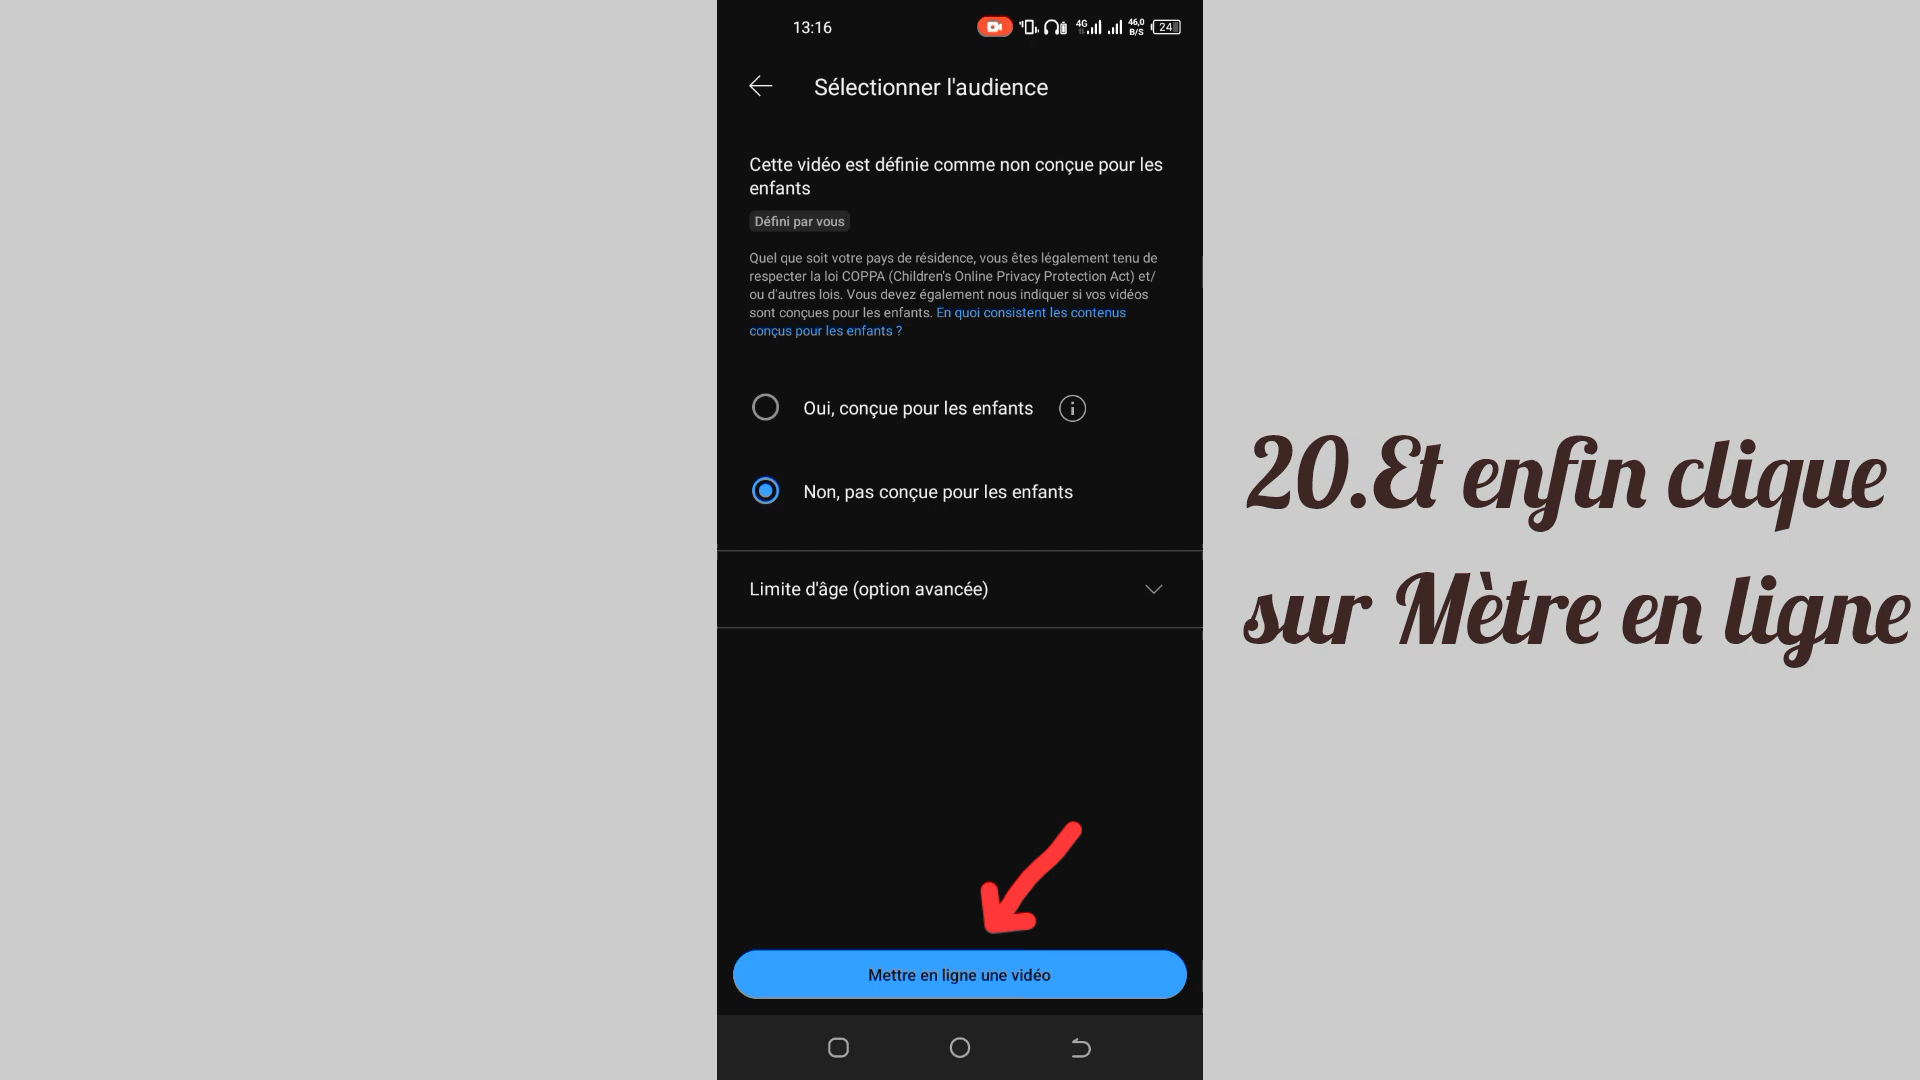 13:16
4G
46,0
B/S
24
Sélectionner l'audience
Cette vidéo est définie comme non conçue pour les
enfants
Défini par vous
Quel que soit votre pays de résidence, vous êtes légalement tenu de
respecter la loi COPPA (Children's Online Privacy Protection Act) et/
ou d'autres lois. Vous devez également nous indiquer si vos vidéos
sont conçues pour les enfants. En quoi consistent les contenus
conçus pour les enfants ?
Oui, conçue pour les enfants
Non, pas conçue pour les enfants
Limite d'âge (option avancée)
Mettre en ligne une vidéo
20.Et enfin clique
sur Mètre en ligne